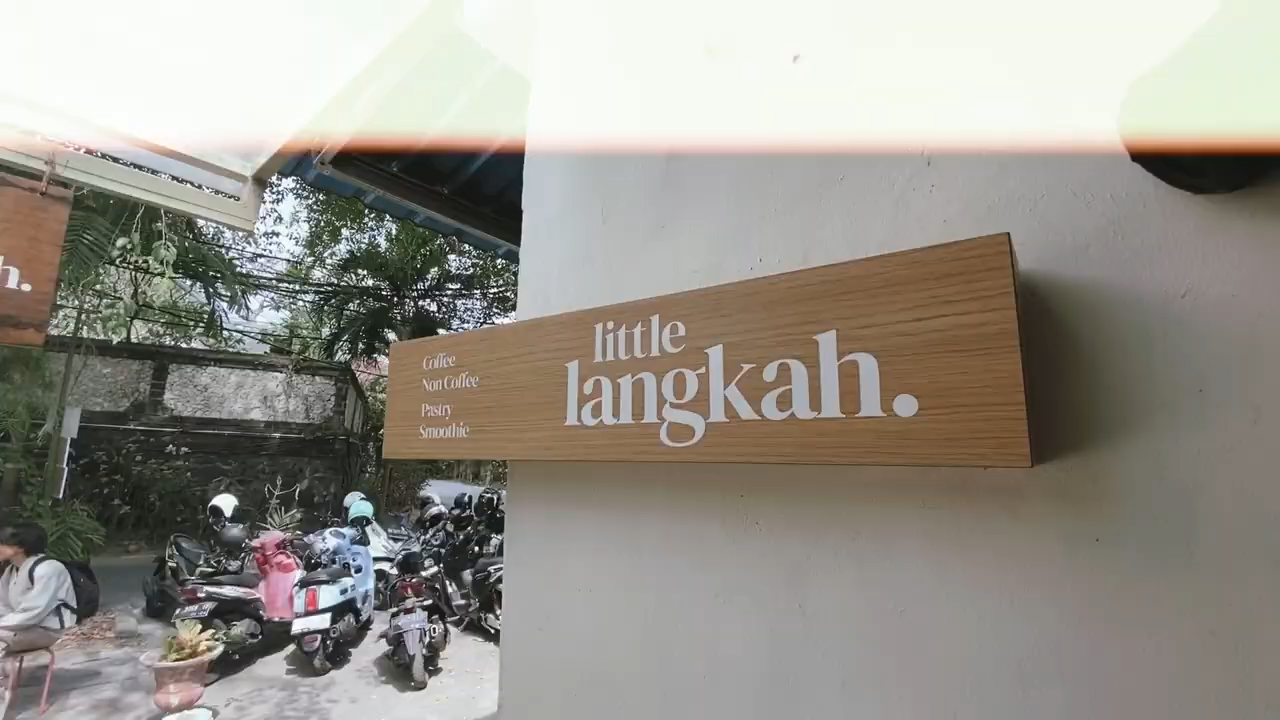 h.
Coffee
Non Coffee
Pastry
Smoothie
little
langkah.